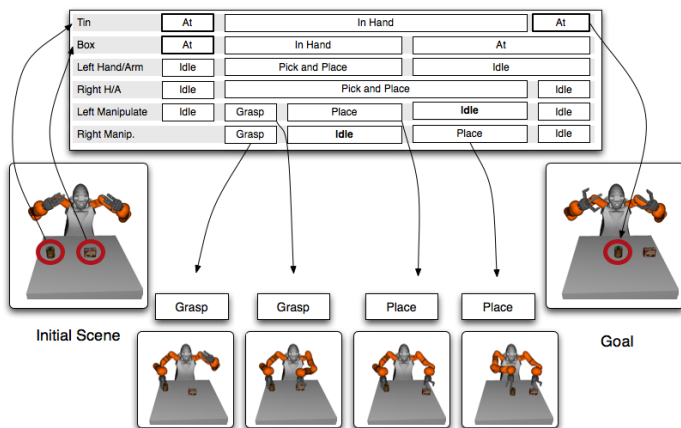 Tin At In Hand At
Box At In Hand At
Left Hand/Arm Idle Pick and Place Idle
Right H/A Pick and Place Idle
Left Manipulate Idle Grasp Place Idle Idle
Right Manip. Grasp Idle Place Idle
Grasp Grasp Place Place
Initial Scene Goal